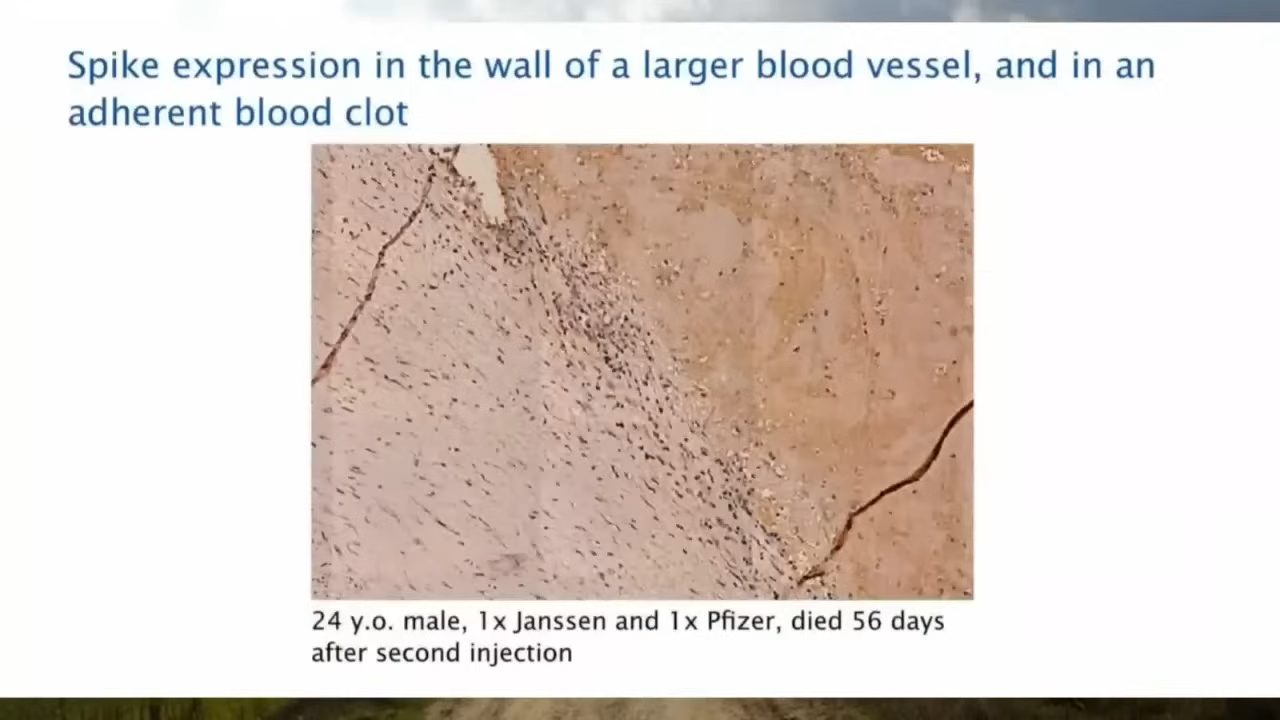 Spike expression in the wall of a larger blood vessel, and in an
adherent blood clot
24 y.o. male, 1x Janssen and 1x Pfizer, died 56 days
after second injection